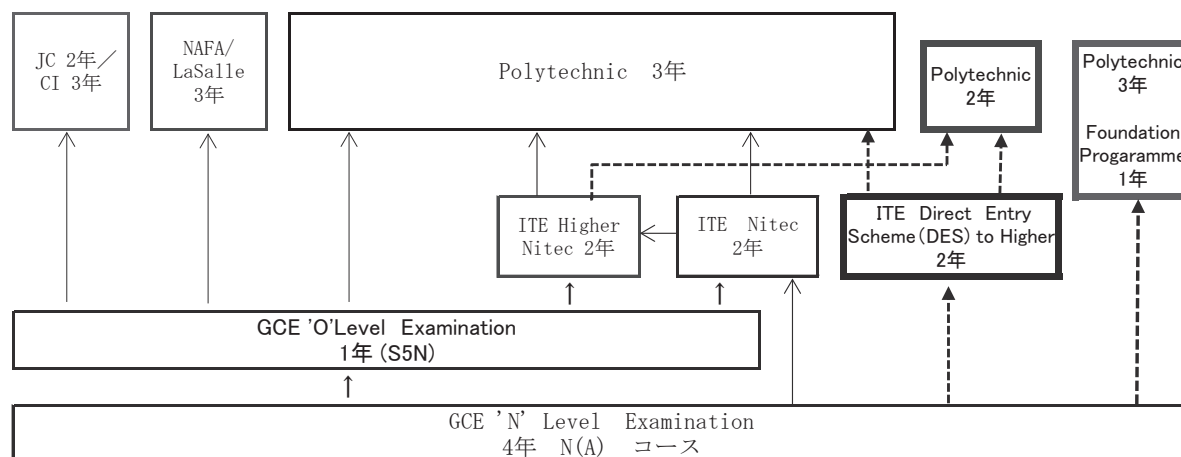 JC 2年／
CI 3年
NAFA/
LaSalle
3年
Polytechnic 3年
Polytechnic
2年
Polytechnic
3年
Foundation
Progaramme
1年
ITE Higher
Nitec 2年
ITE Nitec
2年
ITE Direct Entry
Scheme(DES) to Higher
2年
GCE 'O'Level Examination
1年 (S5N)
GCE 'N' Level Examination
4年 N(A) コース